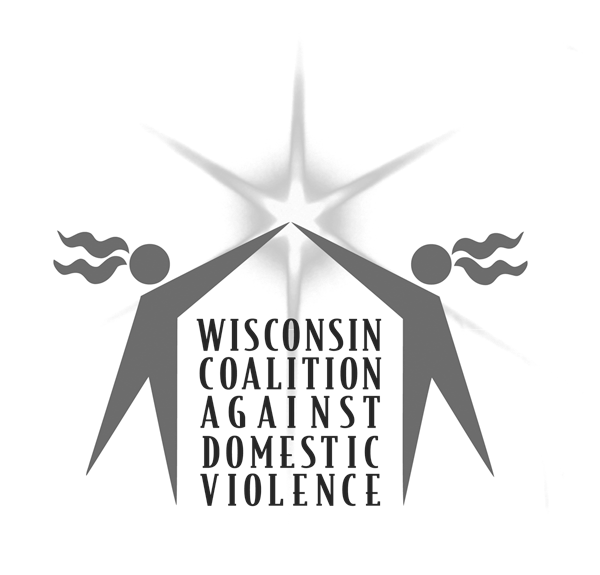 WISCONSIN
COALITION
AGAINST
DOMESTIC
VIOLENCE